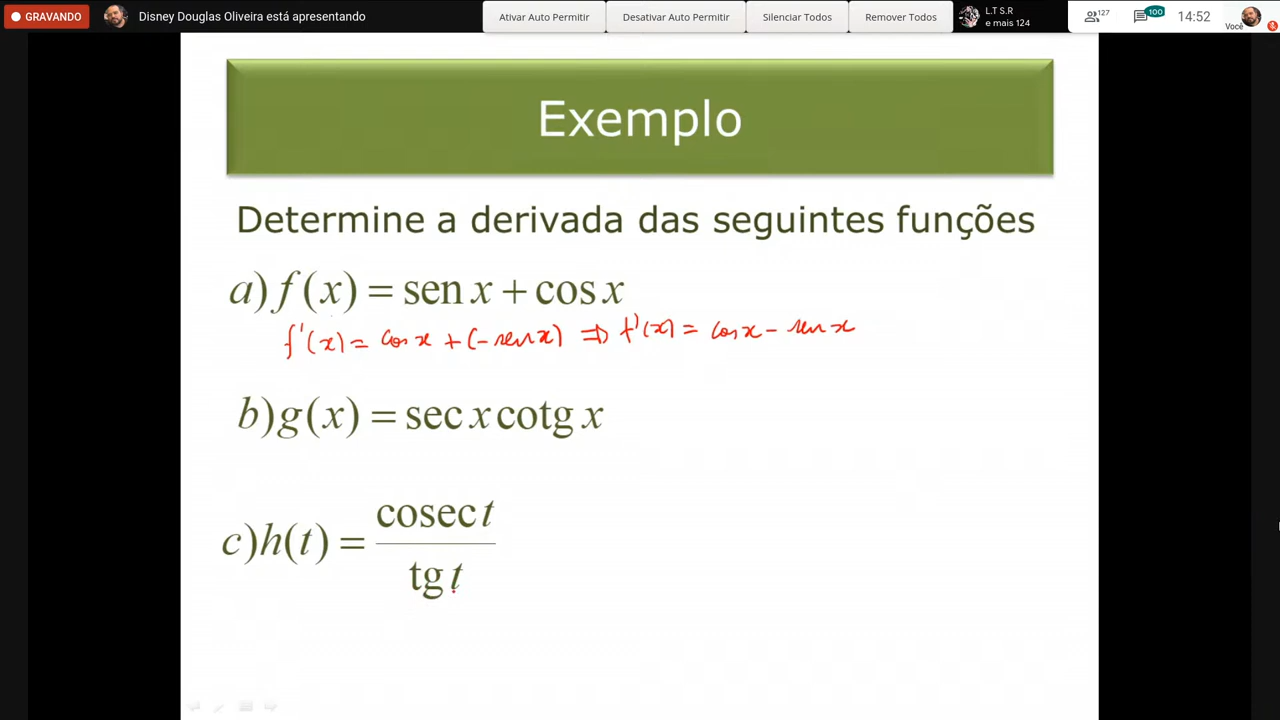 GRAVANDO
Disney Douglas Oliveira está apresentando
Ativar Auto Permitir
Desativar Auto Permitir
Silenciar Todos
Remover Todos
L.T S.R
e mais 124
127
100
14:52
Você
Exemplo
Determine a derivada das seguintes funções
a) f(x) = sen x + cos x
f'(x) = cos x + (- sen x) ⇒ f'(x) = cos x - sen x
b) g(x) = sec x cotg x
c) h(t) = cosec t / tg t